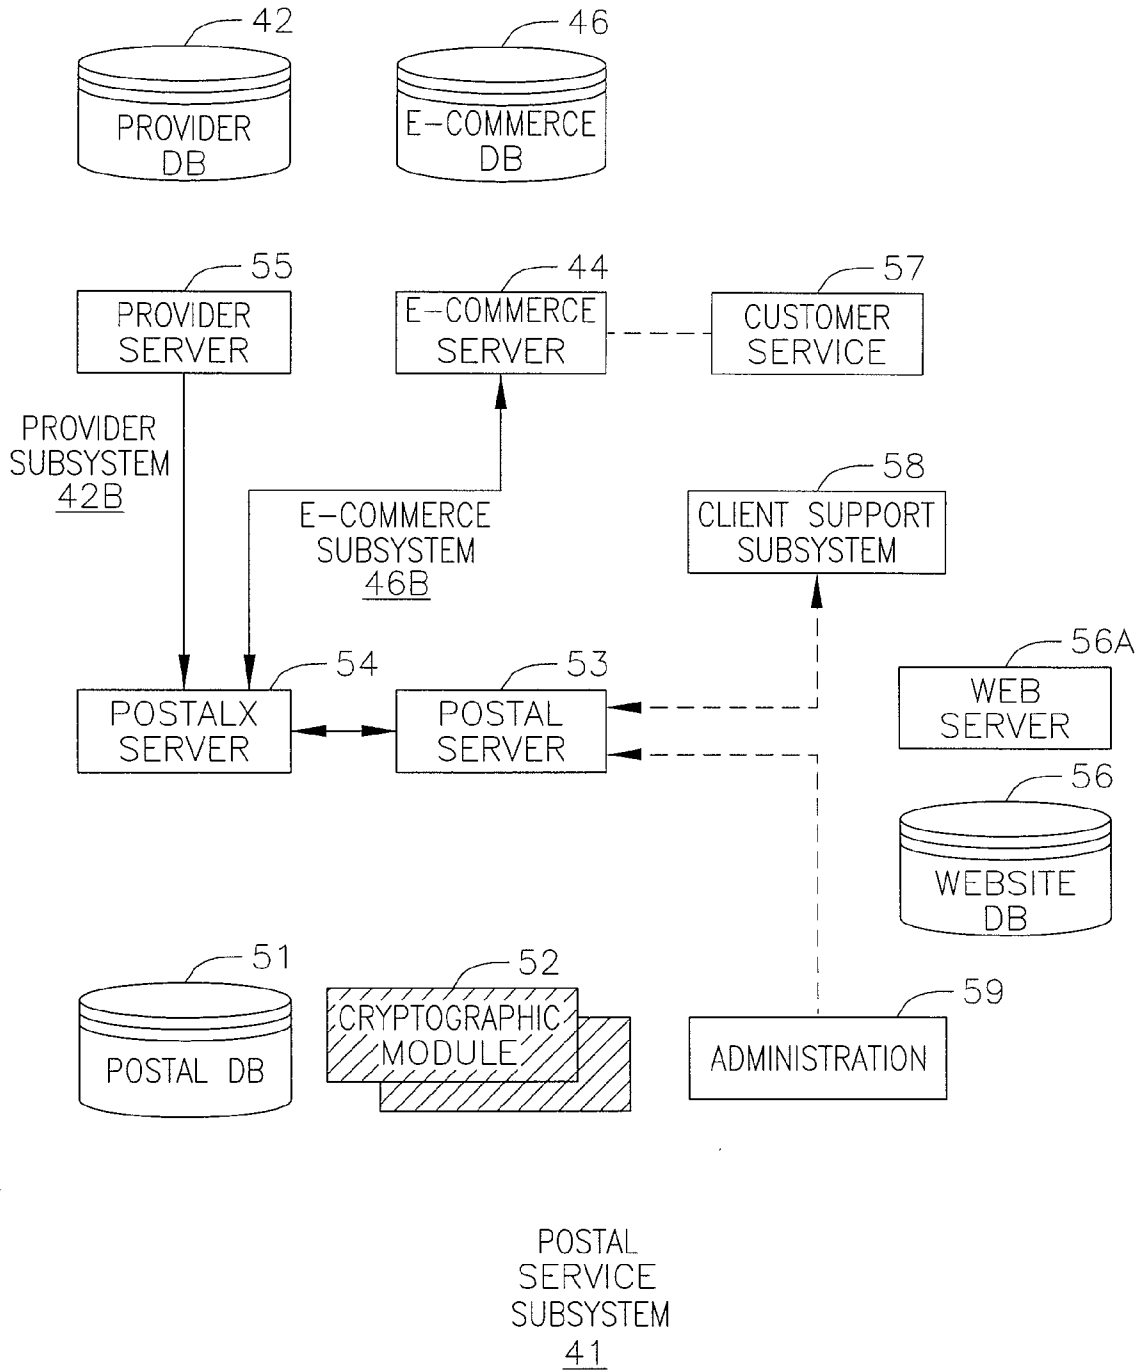 42
PROVIDER
DB
46
E-COMMERCE
DB
55
PROVIDER
SERVER
44
E-COMMERCE
SERVER
57
CUSTOMER
SERVICE
PROVIDER
SUBSYSTEM
42B
E-COMMERCE
SUBSYSTEM
46B
58
CLIENT SUPPORT
SUBSYSTEM
54
POSTALX
SERVER
53
POSTAL
SERVER
56A
WEB
SERVER
56
WEBSITE
DB
51
POSTAL DB
52
CRYPTOGRAPHIC
MODULE
59
ADMINISTRATION
POSTAL
SERVICE
SUBSYSTEM
41